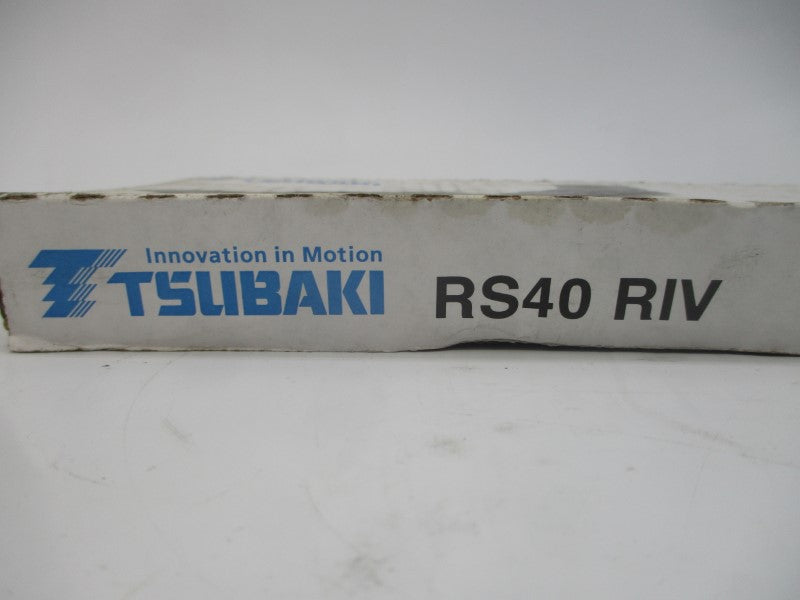 Innovation in Motion
TSUBAKI
RS40 RIV